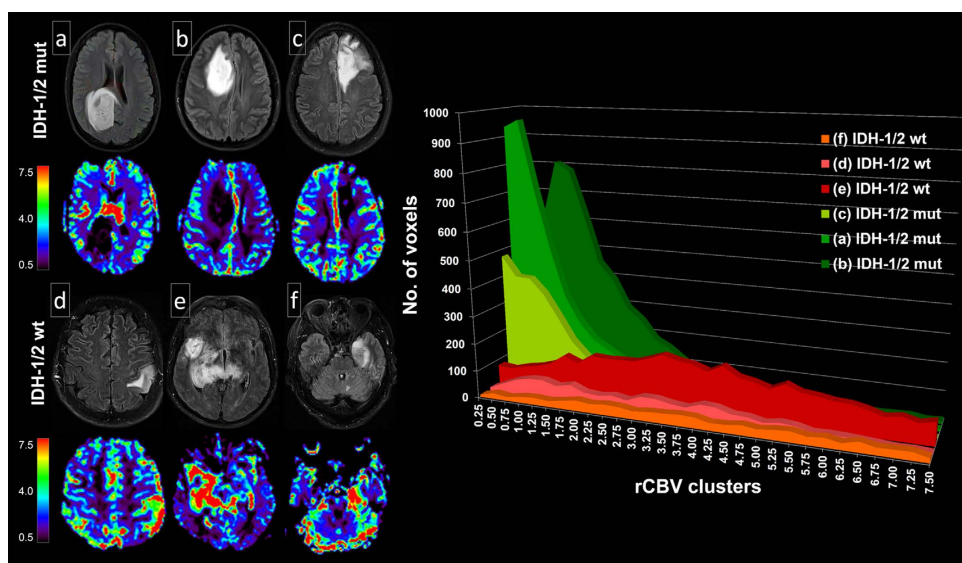 a
b
c
IDH-1/2 mut
7.5
4.0
0.5
d
e
f
IDH-1/2 wt
7.5
4.0
0.5
1000
900
800
700
600
500
400
300
200
100
0
No. of voxels
(f) IDH-1/2 wt
(d) IDH-1/2 wt
(e) IDH-1/2 wt
(c) IDH-1/2 mut
(a) IDH-1/2 mut
(b) IDH-1/2 mut
0.25
0.50
0.75
1.00
1.25
1.50
1.75
2.00
2.25
2.50
2.75
3.00
3.25
3.50
3.75
4.00
4.25
4.50
4.75
5.00
5.25
5.50
5.75
6.00
6.25
6.50
6.75
7.00
7.25
7.50
rCBV clusters